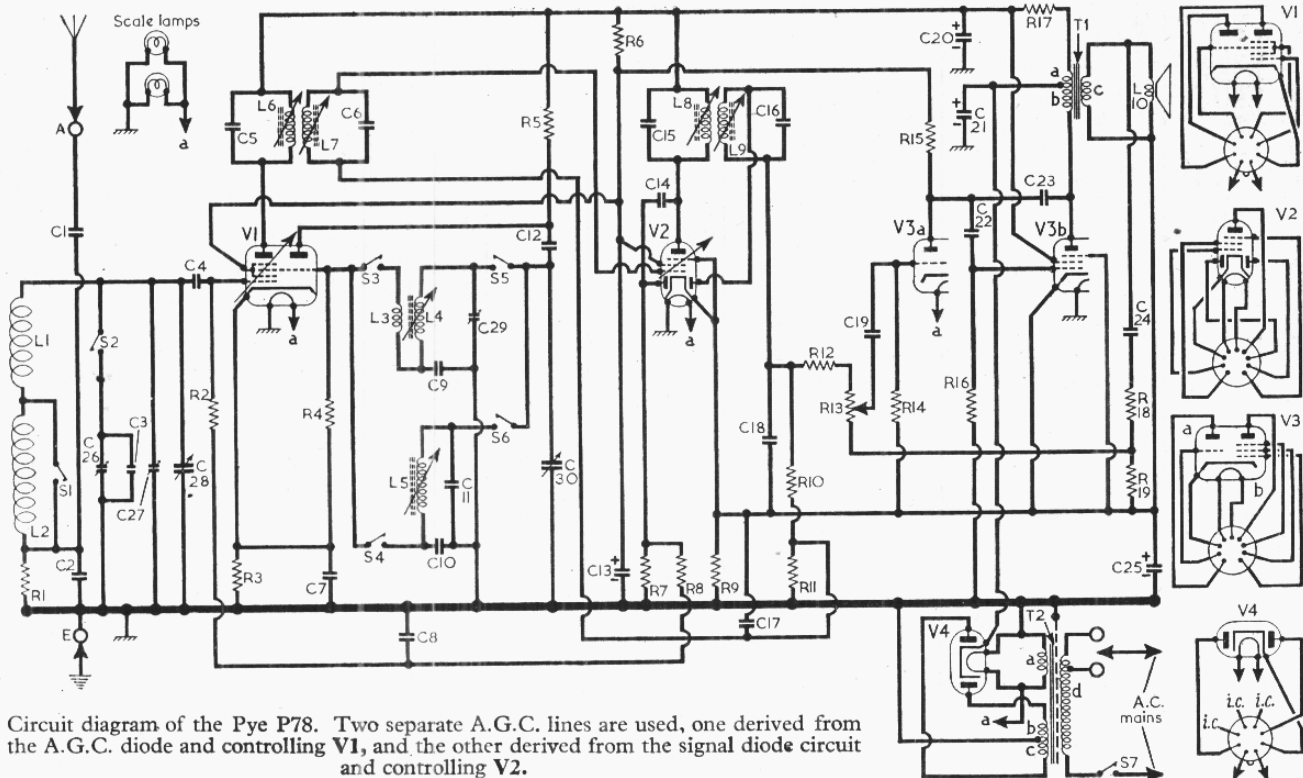 Scale lamps
a
A
C1
L1
L2
S1
R1
C2
E
S2
C26
C3
C27
C28
C4
R2
R3
C5
L6
L7
C6
V1
a
R4
C7
C8
S3
L3
L4
C9
S4
L5
C11
C10
S5
C29
S6
R5
C12
C30
R6
C13
C15
L8
L9
C16
C14
V2
a
R7
R8
R9
C17
C18
R10
R11
R12
R13
C19
R14
R15
V3a
a
C22
R16
C20
C21
R17
T1
a
b
c
L10
C23
V3b
a
C24
R18
R19
C25
V4
T2
a
b
c
d
a
A.C. mains
S7
V1
V2
V3
a
b
V4
i.c.
i.c.
i.c.
Circuit diagram of the Pye P78. Two separate A.G.C. lines are used, one derived from
the A.G.C. diode and controlling V1, and the other derived from the signal diode circuit
and controlling V2.